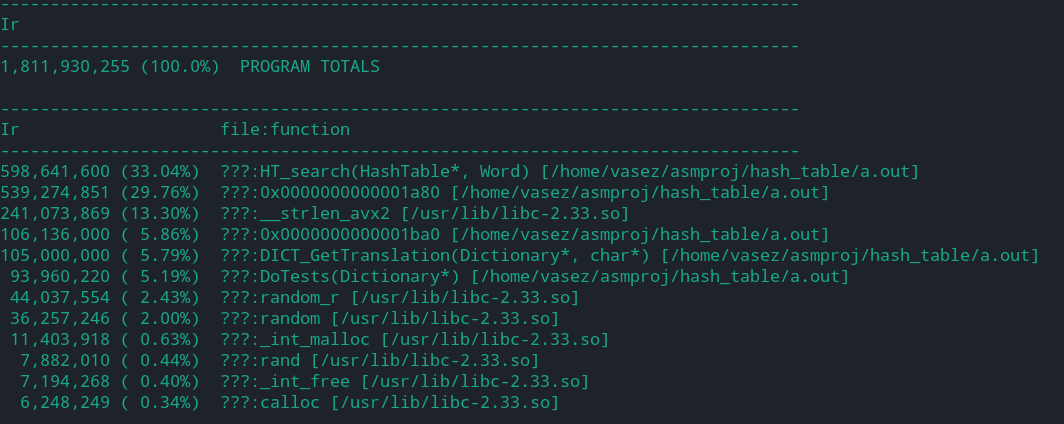 --------------------------------------------------------------------------------
Ir
--------------------------------------------------------------------------------
1,811,930,255 (100.0%)  PROGRAM TOTALS

--------------------------------------------------------------------------------
Ir                    file:function
--------------------------------------------------------------------------------
598,641,600 (33.04%)  ???:HT_search(HashTable*, Word) [/home/vasez/asmproj/hash_table/a.out]
539,274,851 (29.76%)  ???:0x0000000000001a80 [/home/vasez/asmproj/hash_table/a.out]
241,073,869 (13.30%)  ???:__strlen_avx2 [/usr/lib/libc-2.33.so]
106,136,000 ( 5.86%)  ???:0x0000000000001ba0 [/home/vasez/asmproj/hash_table/a.out]
105,000,000 ( 5.79%)  ???:DICT_GetTranslation(Dictionary*, char*) [/home/vasez/asmproj/hash_table/a.out]
 93,960,220 ( 5.19%)  ???:DoTests(Dictionary*) [/home/vasez/asmproj/hash_table/a.out]
 44,037,554 ( 2.43%)  ???:random_r [/usr/lib/libc-2.33.so]
 36,257,246 ( 2.00%)  ???:random [/usr/lib/libc-2.33.so]
 11,403,918 ( 0.63%)  ???:_int_malloc [/usr/lib/libc-2.33.so]
  7,882,010 ( 0.44%)  ???:rand [/usr/lib/libc-2.33.so]
  7,194,268 ( 0.40%)  ???:_int_free [/usr/lib/libc-2.33.so]
  6,248,249 ( 0.34%)  ???:calloc [/usr/lib/libc-2.33.so]